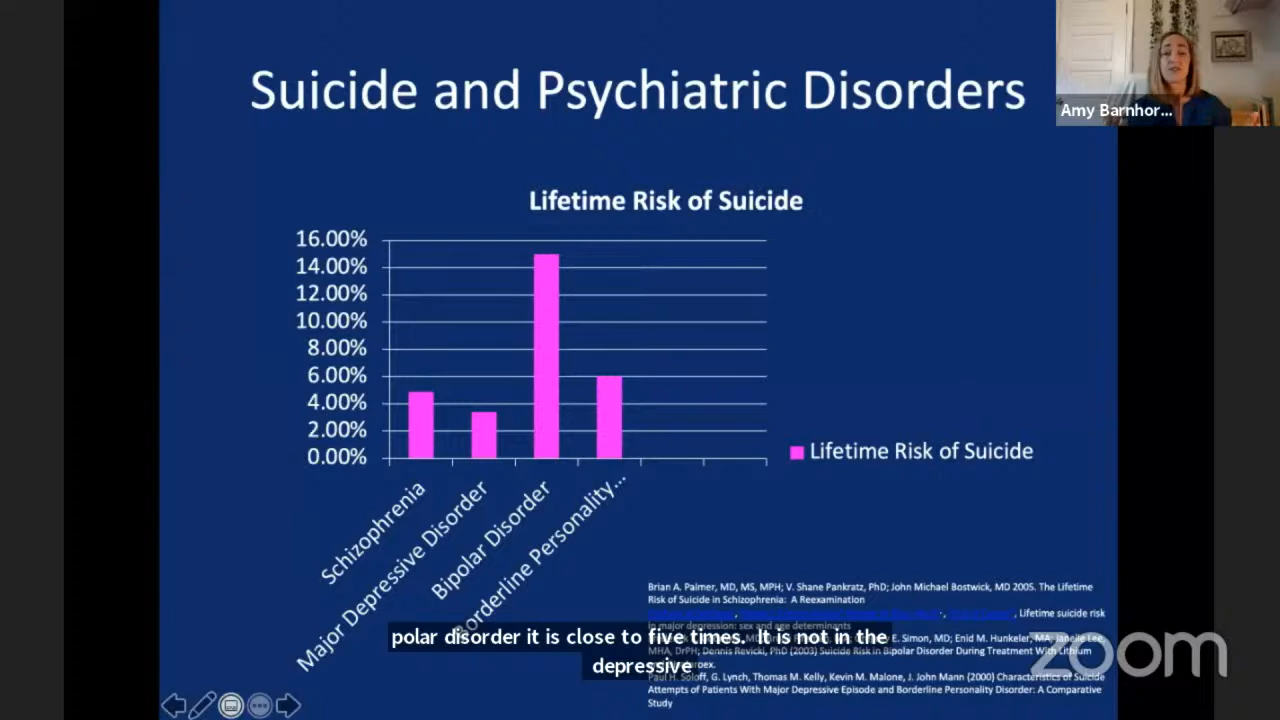 Amy Barnhor...
Suicide and Psychiatric Disorders
Lifetime Risk of Suicide
16.00%
14.00%
12.00%
10.00%
8.00%
6.00%
4.00%
2.00%
0.00%
Lifetime Risk of Suicide
Schizophrenia
Major Depressive Disorder
Bipolar Disorder
Borderline Personality...
Brian A. Palmer, MD, MS, MPH; V. Shane Pankratz, PhD; John Michael Bostwick, MD 2005. The Lifetime
Risk of Suicide in Schizophrenia: A Reexamination
, Lifetime suicide risk
in major depression: sex and age determinants
E. Simon, MD; Enid M. Hunkeler, MA; Janelle Lee,
MHA, DrPH; Dennis Revicki, PhD (2003) Suicide Risk in Bipolar Disorder During Treatment With Lithium
Paul H. Soloff, G. Lynch, Thomas M. Kelly, Kevin M. Malone, J. John Mann (2000) Characteristics of Suicide
Attempts of Patients With Major Depressive Episode and Borderline Personality Disorder: A Comparative
Study
polar disorder it is close to five times. It is not in the
depressive
zoom